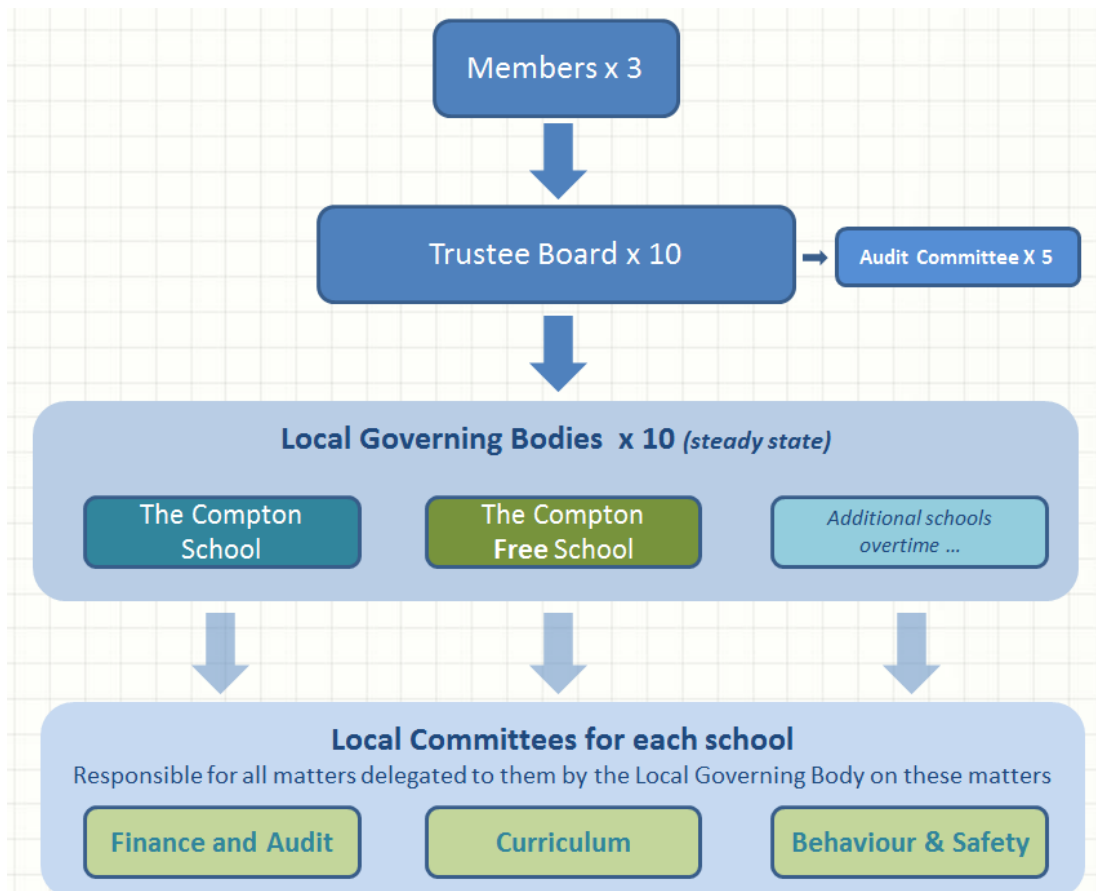 Members x 3
Trustee Board x 10
Audit Committee X 5
Local Governing Bodies x 10 (steady state)
The Compton
School
The Compton
Free School
Additional schools
overtime ...
Local Committees for each school
Responsible for all matters delegated to them by the Local Governing Body on these matters
Finance and Audit
Curriculum
Behaviour & Safety